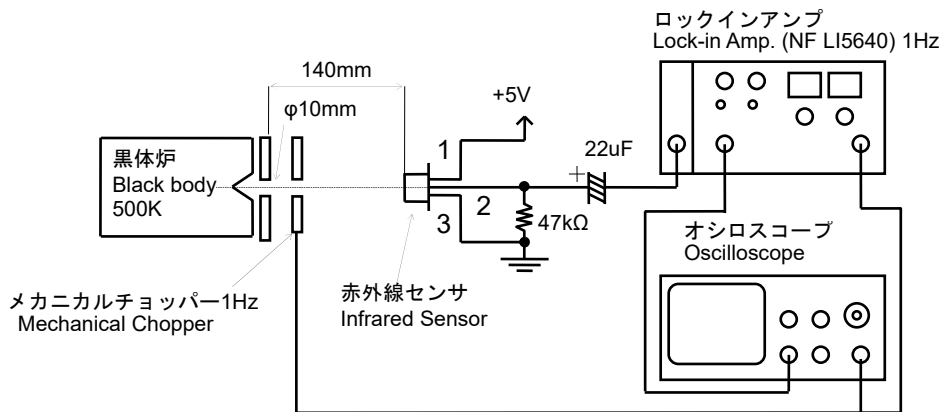 ロックインアンプ
Lock-in Amp. (NF LI5640) 1Hz
140mm
+5V
φ10mm
黒体炉
Black body
500K
1
2
3
22uF
+
47kΩ
オシロスコープ
Oscilloscope
メカニカルチョッパー1Hz
Mechanical Chopper
赤外線センサ
Infrared Sensor